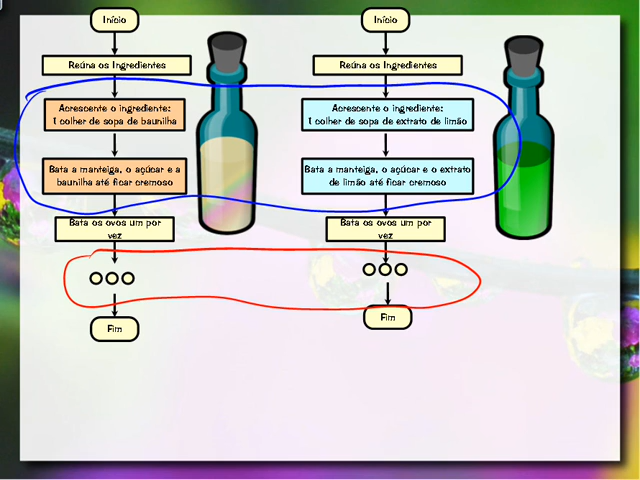 Início
Reúna os Ingredientes
Acrescente o ingrediente:
1 colher de sopa de baunilha
Bata a manteiga, o açúcar e a
baunilha até ficar cremoso
Bata os ovos um por
vez
Fim
Início
Reúna os Ingredientes
Acrescente o ingrediente:
1 colher de sopa de extrato de limão
Bata a manteiga, o açúcar e o extrato
de limão até ficar cremoso
Bata os ovos um por
vez
Fim